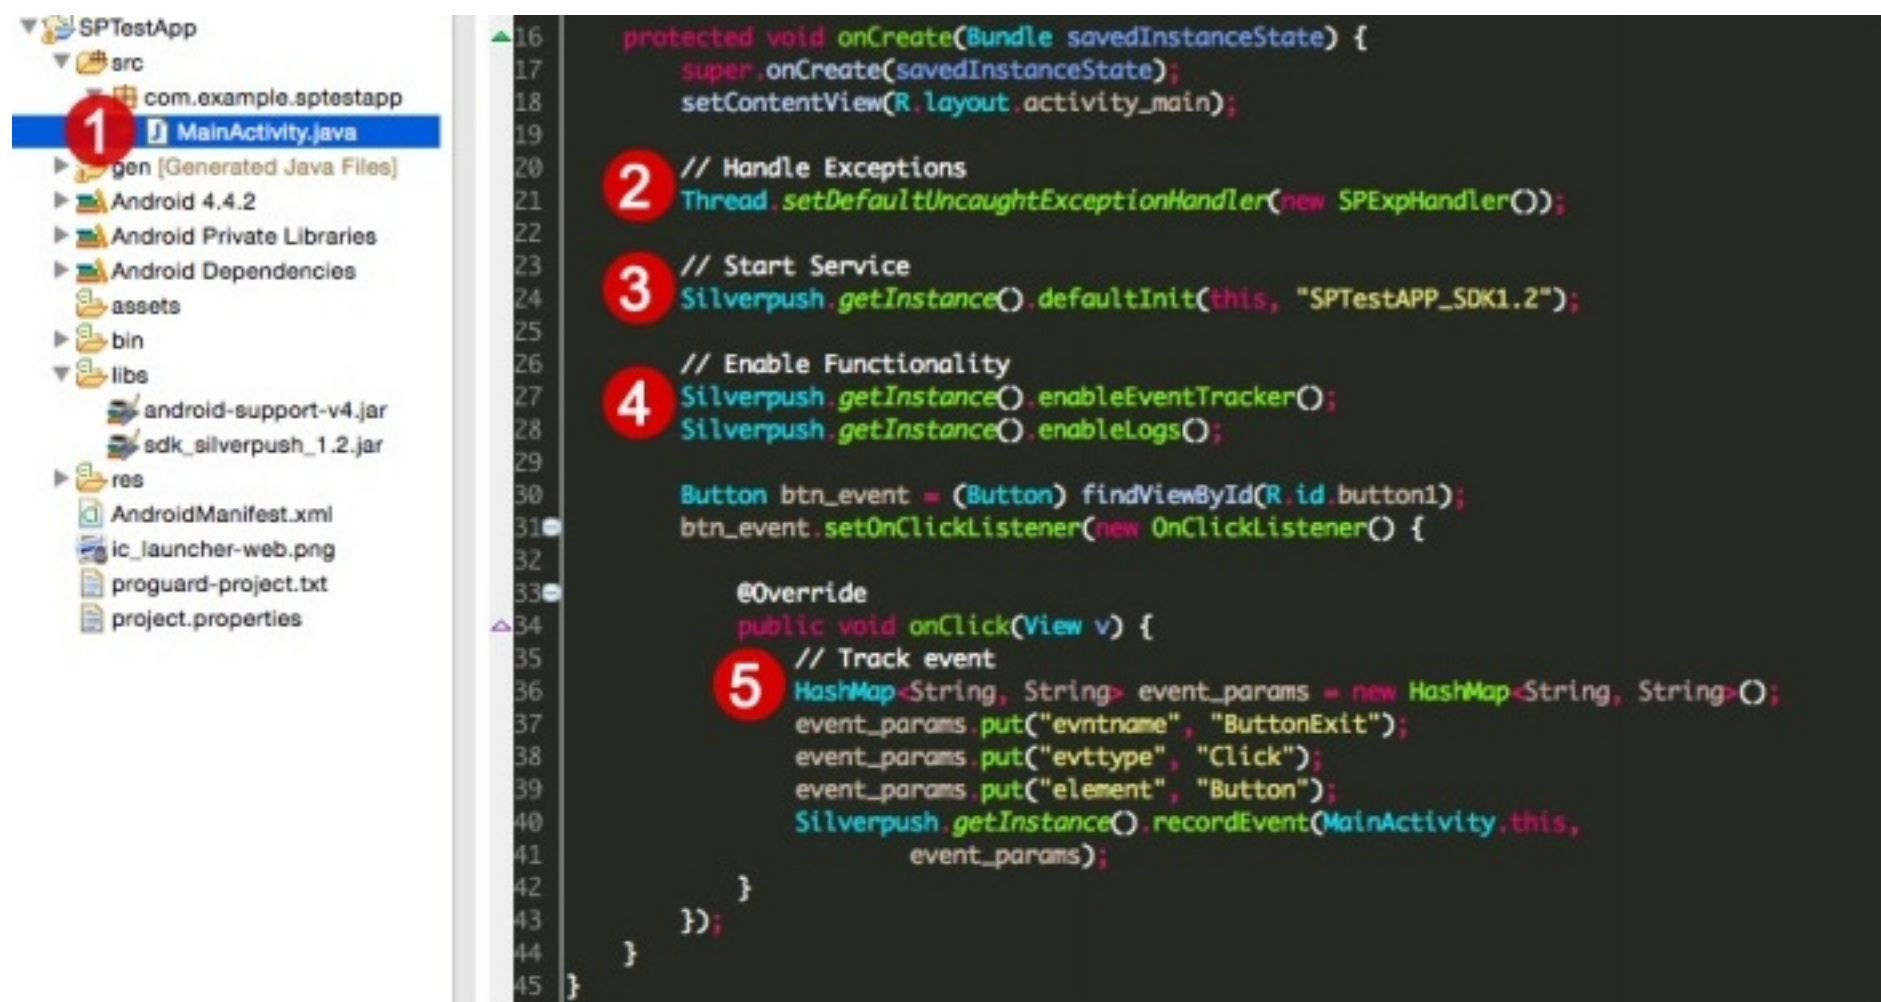 SPTestApp
src
com.example.sptestapp
1
MainActivity.java
gen [Generated Java Files]
Android 4.4.2
Android Private Libraries
Android Dependencies
assets
bin
libs
android-support-v4.jar
sdk_silverpush_1.2.jar
res
AndroidManifest.xml
ic_launcher-web.png
proguard-project.txt
project.properties
16 protected void onCreate(Bundle savedInstanceState) {
17 super.onCreate(savedInstanceState);
18 setContentView(R.layout.activity_main);
19
20 // Handle Exceptions
2
21 Thread.setDefaultUncaughtExceptionHandler(new SPExpHandler());
22
23 // Start Service
3
24 Silverpush.getInstance().defaultInit(this, "SPTestAPP_SDK1.2");
25
26 // Enable Functionality
4
27 Silverpush.getInstance().enableEventTracker();
28 Silverpush.getInstance().enableLogs();
29
30 Button btn_event = (Button) findViewById(R.id.button1);
31 btn_event.setOnClickListener(new OnClickListener() {
32
33 @Override
34 public void onClick(View v) {
35 // Track event
5
36 HashMap<String, String> event_params = new HashMap<String, String>();
37 event_params.put("evntname", "ButtonExit");
38 event_params.put("evttype", "Click");
39 event_params.put("element", "Button");
40 Silverpush.getInstance().recordEvent(MainActivity.this,
41 event_params);
42 }
43 });
44 }
45 }